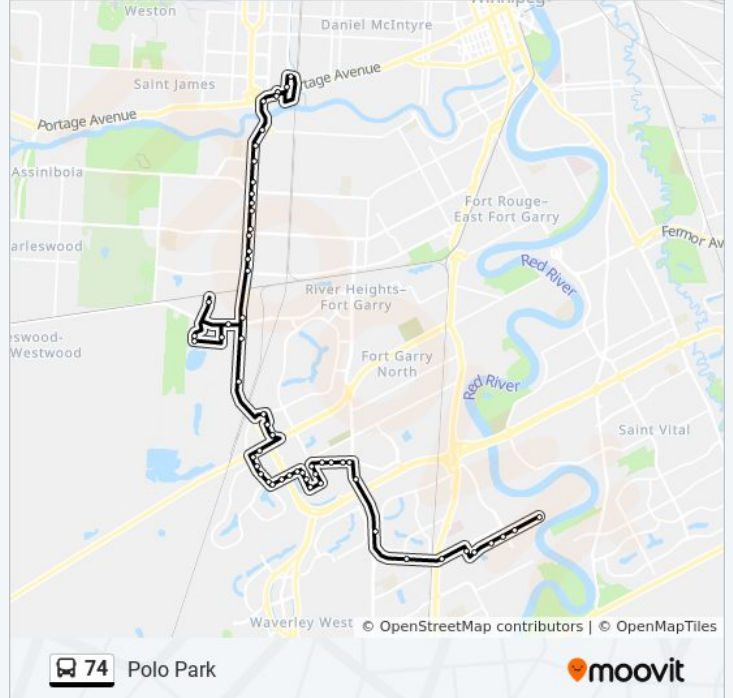 Weston
Daniel McIntyre
Winnipeg
Saint James
tage Avenue
Portage Avenue
Assiniboia
Fort Rouge–
East Fort Garry
arleswood
Fermor Av
Red River
River Heights–
Fort Garry
eswood-
Westwood
Fort Garry
North
Red River
Saint Vital
Waverley West
© OpenStreetMap contributors | © OpenMapTiles
74 Polo Park
moovit